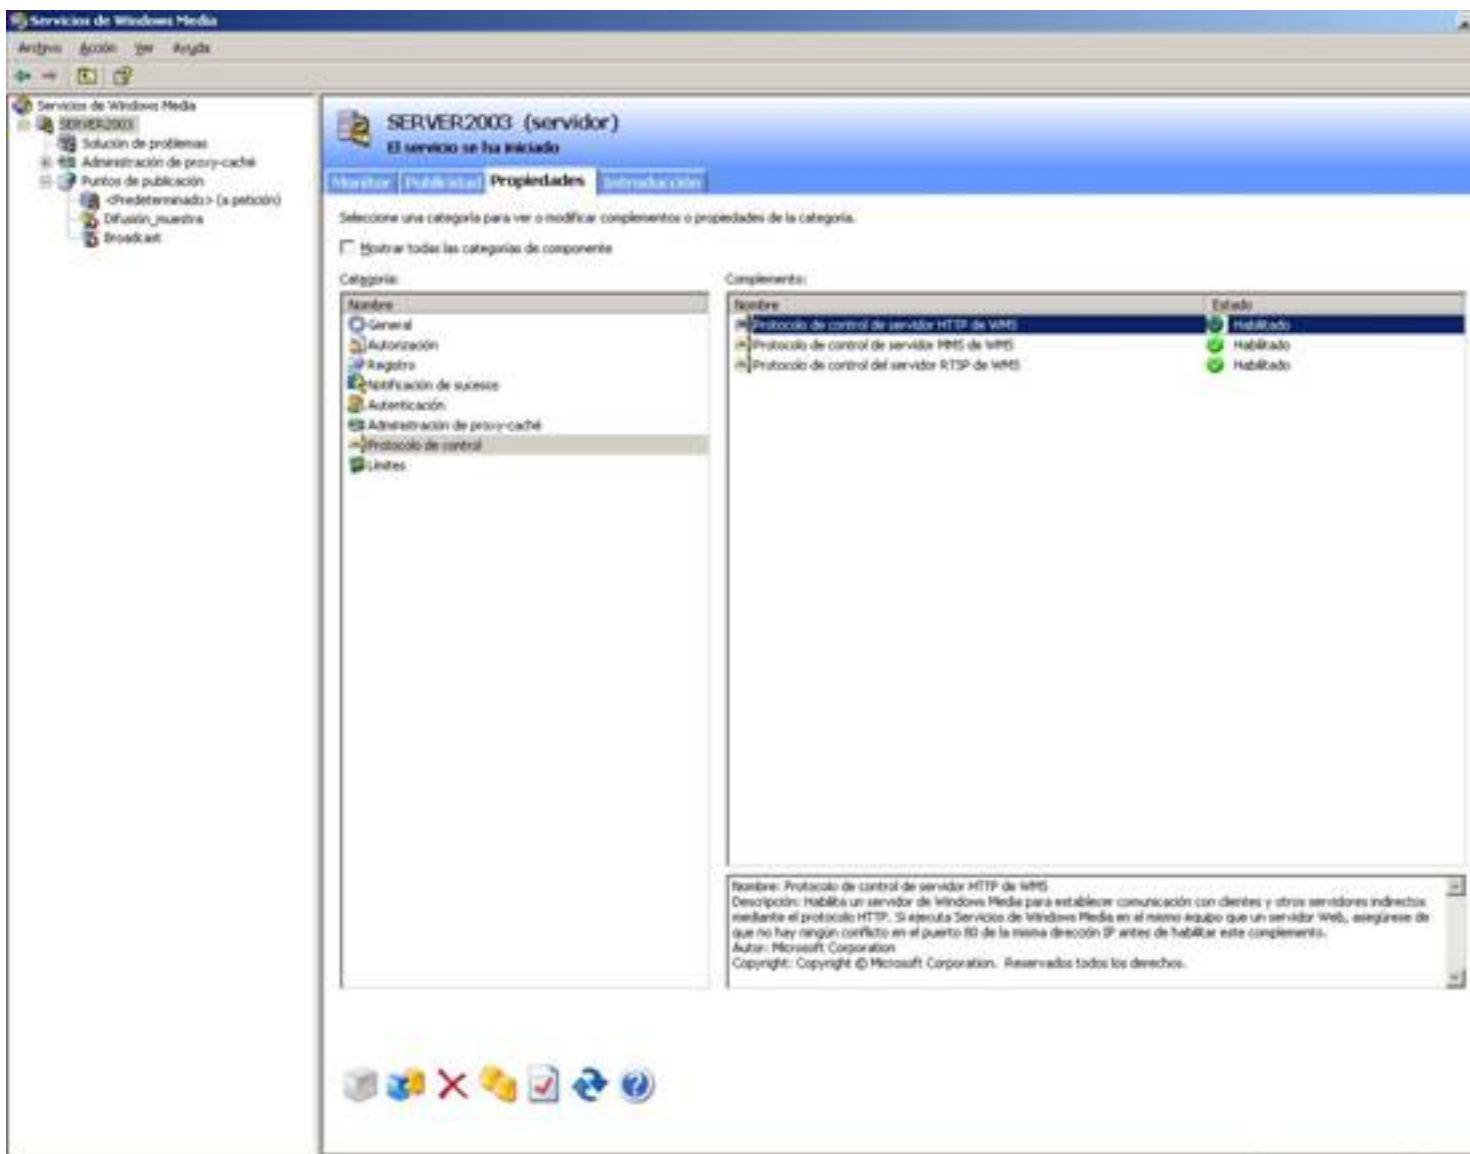 Servicios de Windows Media
Archivo Acción Ver Ayuda
Servicios de Windows Media
SERVER2003
Solución de problemas
Administración de proxy-caché
Puntos de publicación
<Predeterminado> (a petición)
Difusión_muestra
Broadcast
SERVER2003 (servidor)
El servicio se ha iniciado
Monitor Publicidad Propiedades Introducción
Seleccione una categoría para ver o modificar complementos o propiedades de la categoría.
Mostrar todas las categorías de componente
Categoría:
Nombre
General
Autorización
Registro
Notificación de sucesos
Autenticación
Administración de proxy-caché
Protocolo de control
Límites
Complemento:
Nombre Estado
Protocolo de control de servidor HTTP de WMS Habilitado
Protocolo de control de servidor MMS de WMS Habilitado
Protocolo de control del servidor RTSP de WMS Habilitado
Nombre: Protocolo de control de servidor HTTP de WMS
Descripción: Habilita un servidor de Windows Media para establecer comunicación con clientes y otros servidores indirectos
mediante el protocolo HTTP. Si ejecuta Servicios de Windows Media en el mismo equipo que un servidor Web, asegúrese de
que no hay ningún conflicto en el puerto 80 de la misma dirección IP antes de habilitar este complemento.
Autor: Microsoft Corporation
Copyright: Copyright © Microsoft Corporation. Reservados todos los derechos.